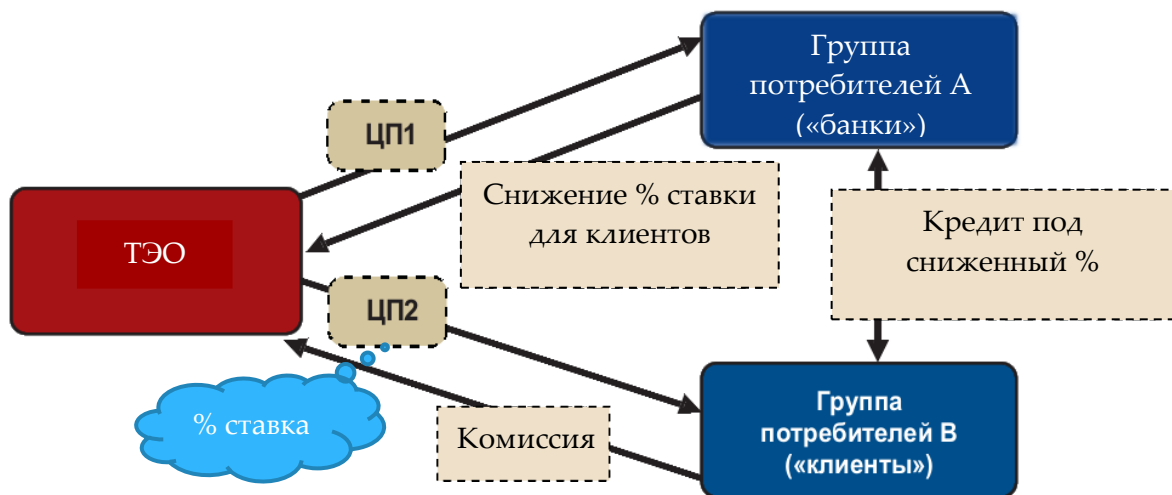 Группа
потребителей А
(«банки»)
ЦП1
Снижение % ставки
для клиентов
Кредит под
сниженный %
ТЭО
ЦП2
% ставка
Комиссия
Группа
потребителей В
(«клиенты»)